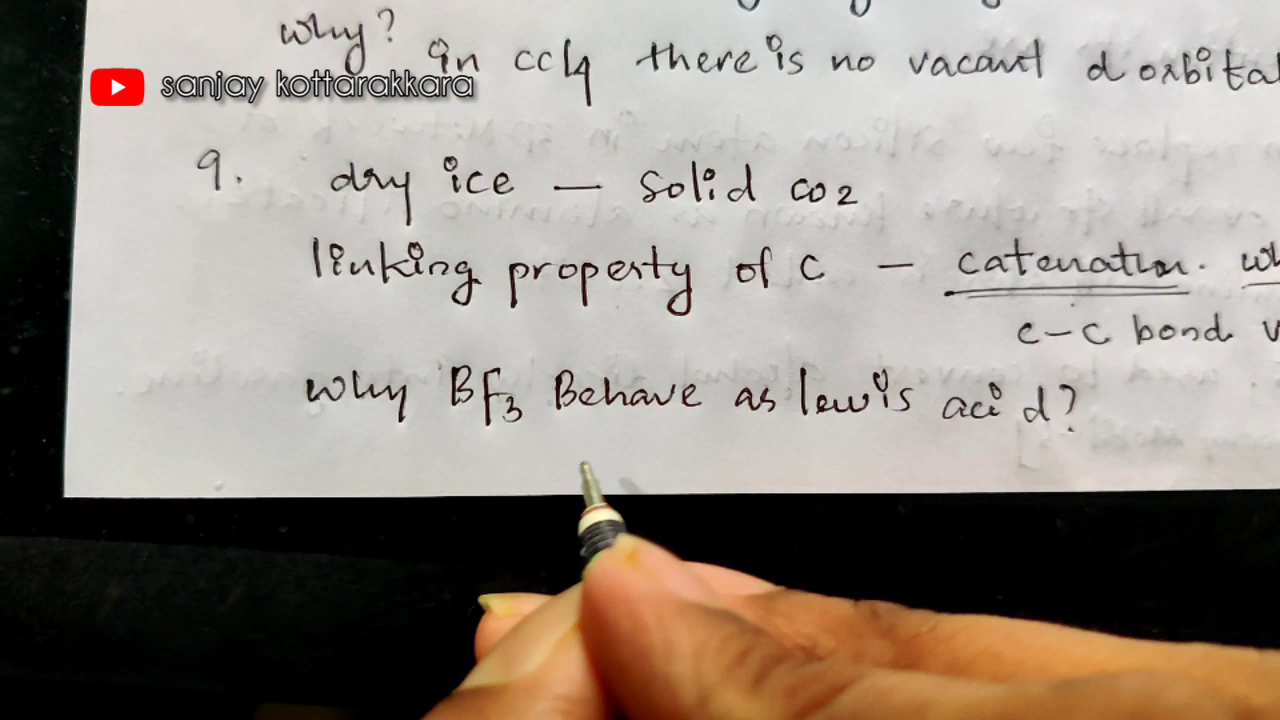 why? in ccl4 there is no vacant d orbital
sanjay kottarakkara
9. dry ice — solid co2
linking property of c — catenation. wh
c-c bond
why BF3 Behave as lewis acid?